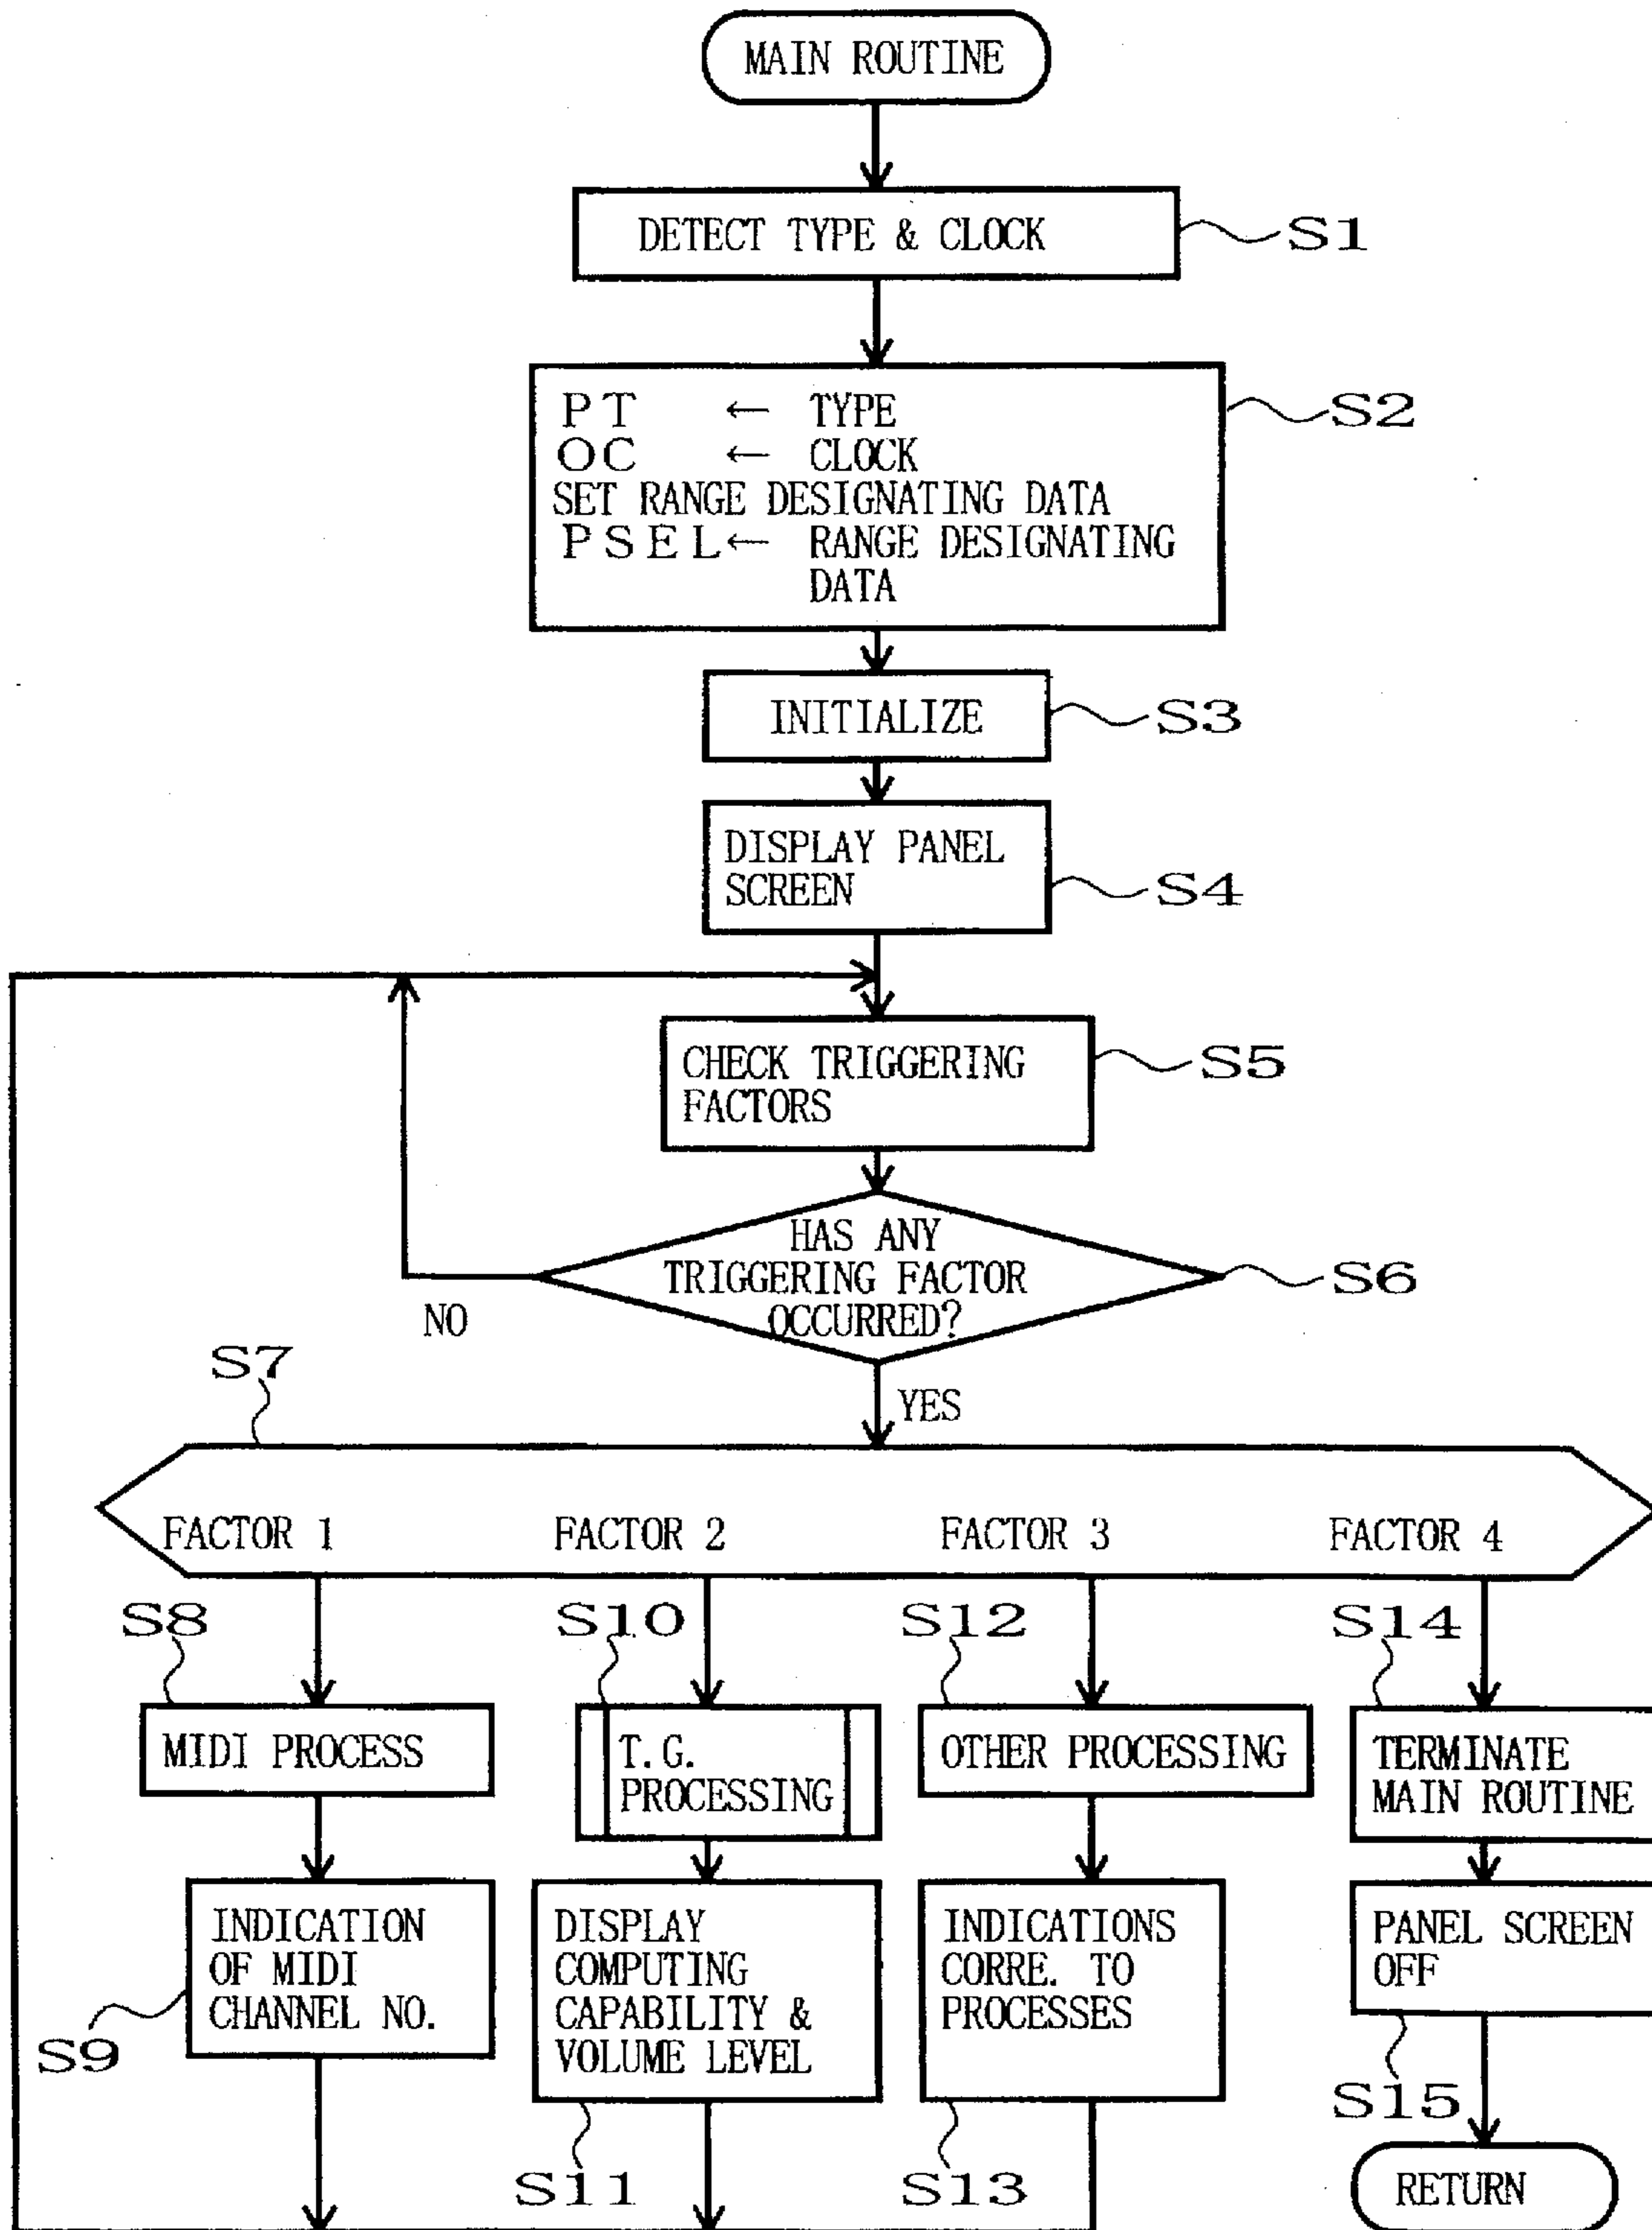 MAIN ROUTINE
DETECT TYPE & CLOCK
S1
PT ← TYPE
OC ← CLOCK
SET RANGE DESIGNATING DATA
PSEL← RANGE DESIGNATING
DATA
S2
INITIALIZE
S3
DISPLAY PANEL
SCREEN
S4
CHECK TRIGGERING
FACTORS
S5
HAS ANY
TRIGGERING FACTOR
OCCURRED?
S6
NO
YES
S7
FACTOR 1
FACTOR 2
FACTOR 3
FACTOR 4
S8
S10
S12
S14
MIDI PROCESS
T.G.
PROCESSING
OTHER PROCESSING
TERMINATE
MAIN ROUTINE
INDICATION
OF MIDI
CHANNEL NO.
S9
DISPLAY
COMPUTING
CAPABILITY &
VOLUME LEVEL
S11
INDICATIONS
CORRE. TO
PROCESSES
S13
PANEL SCREEN
OFF
S15
RETURN